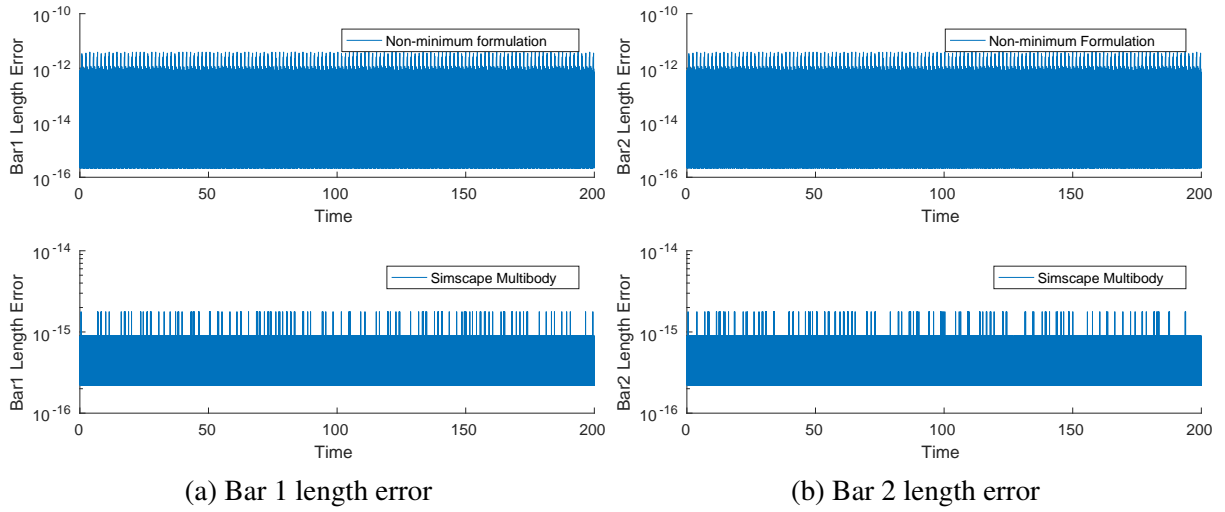 10-10
Non-minimum formulation
10-12
10-14
10-16
Bar1 Length Error
0 50 100 150 200
Time
10-10
Non-minimum Formulation
10-12
10-14
10-16
Bar2 Length Error
0 50 100 150 200
Time
10-14
Simscape Multibody
10-15
10-16
Bar1 Length Error
0 50 100 150 200
Time
10-14
Simscape Multibody
10-15
10-16
Bar2 Length Error
0 50 100 150 200
Time
(a) Bar 1 length error
(b) Bar 2 length error